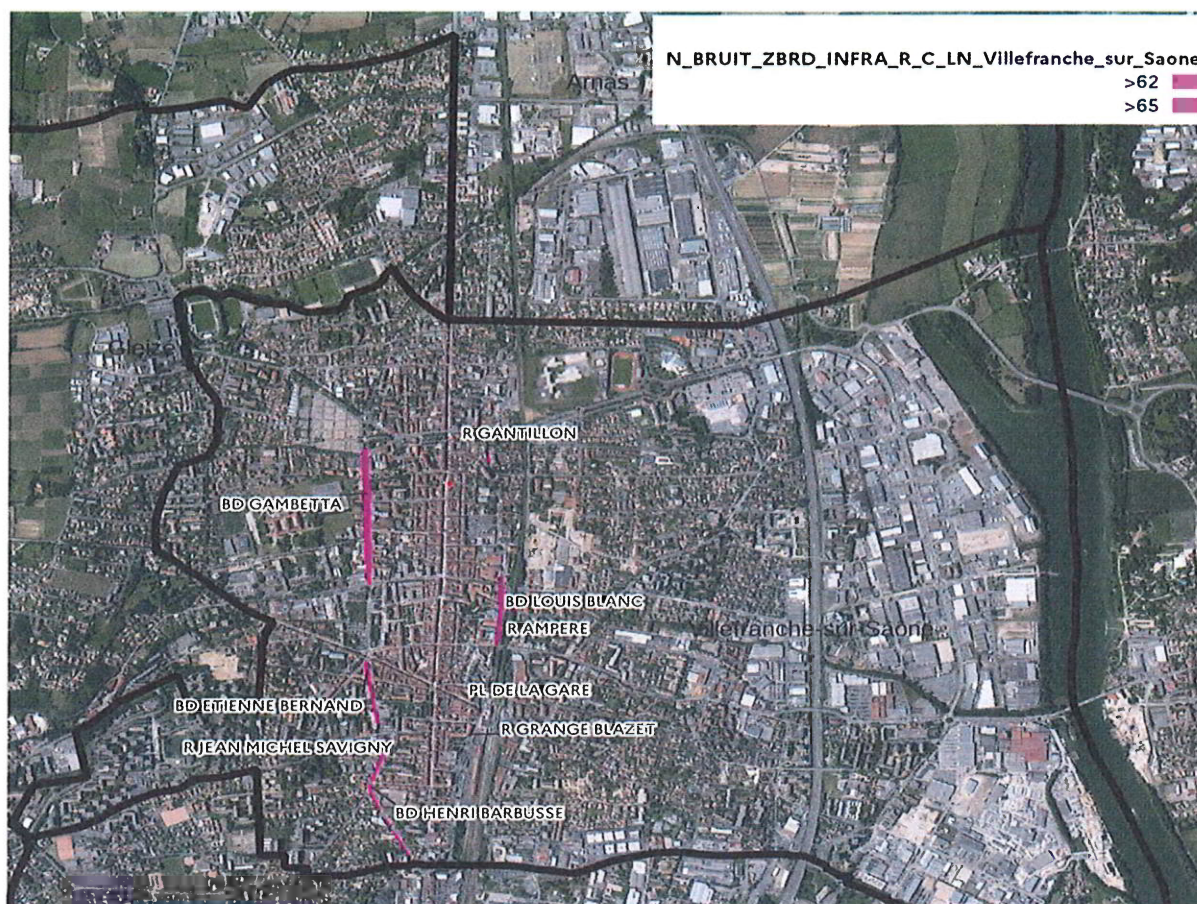 N_BRUIT_ZBRD_INFRA_R_C_LN_Villefranche_sur_Saone
>62
>65
Arnas
R GANTILLON
BD GAMBETTA
BD LOUIS BLANC
R AMPERE
Villefranche-sur-Saone
PL DE LA GARE
BD ETIENNE BERNAND
R GRANGE BLAZET
R JEAN MICHEL SAVIGNY
BD HENRI BARBUSSE